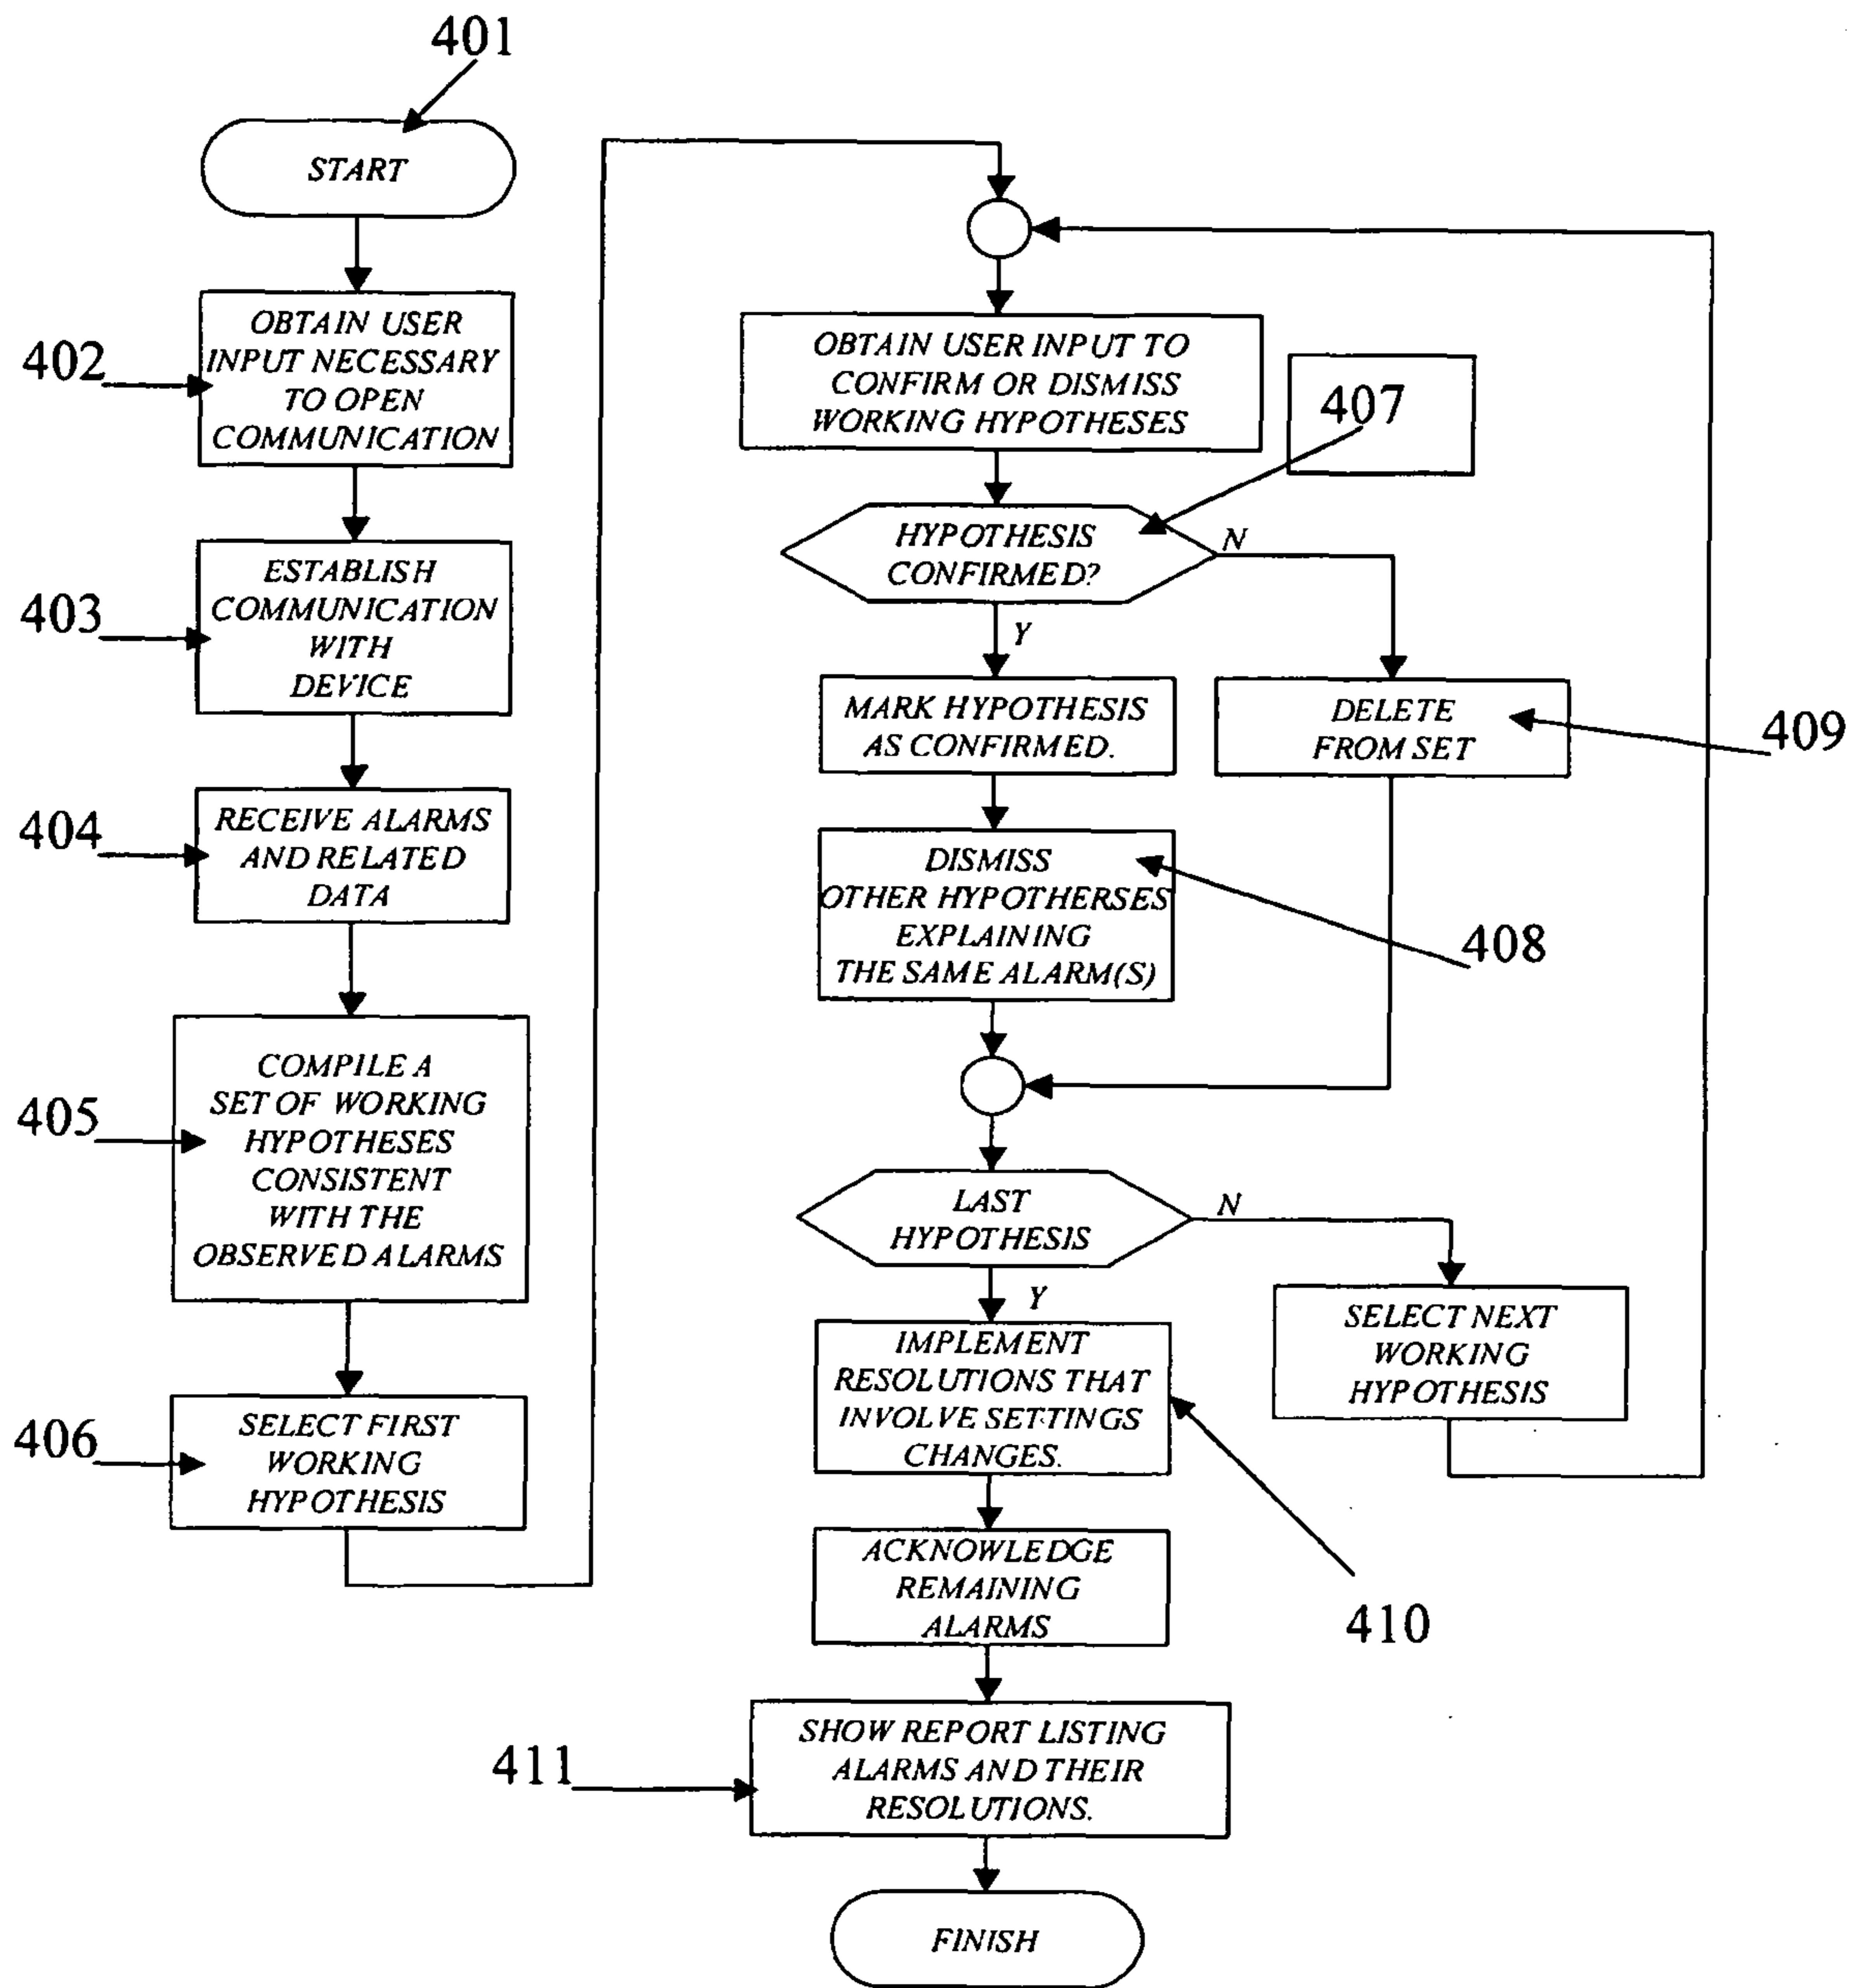 401
START
402
OBTAIN USER
INPUT NECESSARY
TO OPEN
COMMUNICATION
403
ESTABLISH
COMMUNICATION
WITH
DEVICE
404
RECEIVE ALARMS
AND RELATED
DATA
405
COMPILE A
SET OF WORKING
HYPOTHESES
CONSISTENT
WITH THE
OBSERVED ALARMS
406
SELECT FIRST
WORKING
HYPOTHESIS
OBTAIN USER INPUT TO
CONFIRM OR DISMISS
WORKING HYPOTHESES
407
HYPOTHESIS
CONFIRMED?
N
Y
MARK HYPOTHESIS
AS CONFIRMED.
DELETE
FROM SET
409
DISMISS
OTHER HYPOTHERSES
EXPLAINING
THE SAME ALARM(S)
408
LAST
HYPOTHESIS
N
Y
SELECT NEXT
WORKING
HYPOTHESIS
IMPLEMENT
RESOLUTIONS THAT
INVOLVE SETTINGS
CHANGES.
410
ACKNOWLEDGE
REMAINING
ALARMS
411
SHOW REPORT LISTING
ALARMS AND THEIR
RESOLUTIONS.
FINISH